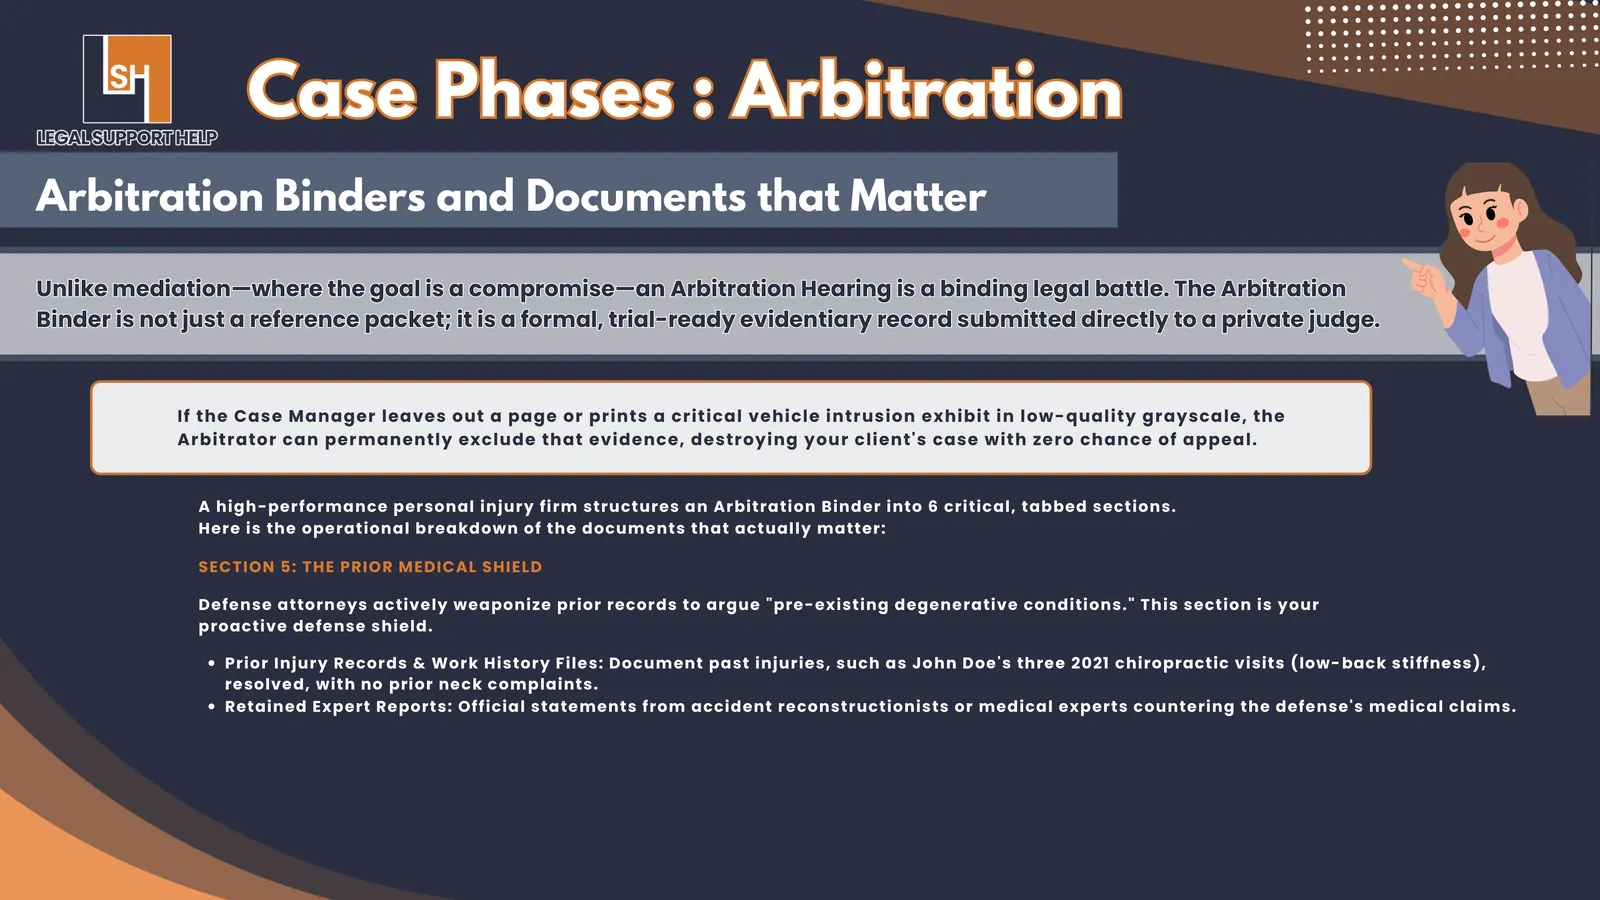 SH
LEGAL SUPPORT HELP
Case Phases : Arbitration
Arbitration Binders and Documents that Matter
Unlike mediation—where the goal is a compromise—an Arbitration Hearing is a binding legal battle. The Arbitration
Binder is not just a reference packet; it is a formal, trial-ready evidentiary record submitted directly to a private judge.
If the Case Manager leaves out a page or prints a critical vehicle intrusion exhibit in low-quality grayscale, the
Arbitrator can permanently exclude that evidence, destroying your client's case with zero chance of appeal.
A high-performance personal injury firm structures an Arbitration Binder into 6 critical, tabbed sections.
Here is the operational breakdown of the documents that actually matter:
SECTION 5: THE PRIOR MEDICAL SHIELD
Defense attorneys actively weaponize prior records to argue "pre-existing degenerative conditions." This section is your
proactive defense shield.
• Prior Injury Records & Work History Files: Document past injuries, such as John Doe's three 2021 chiropractic visits (low-back stiffness),
resolved, with no prior neck complaints.
• Retained Expert Reports: Official statements from accident reconstructionists or medical experts countering the defense's medical claims.